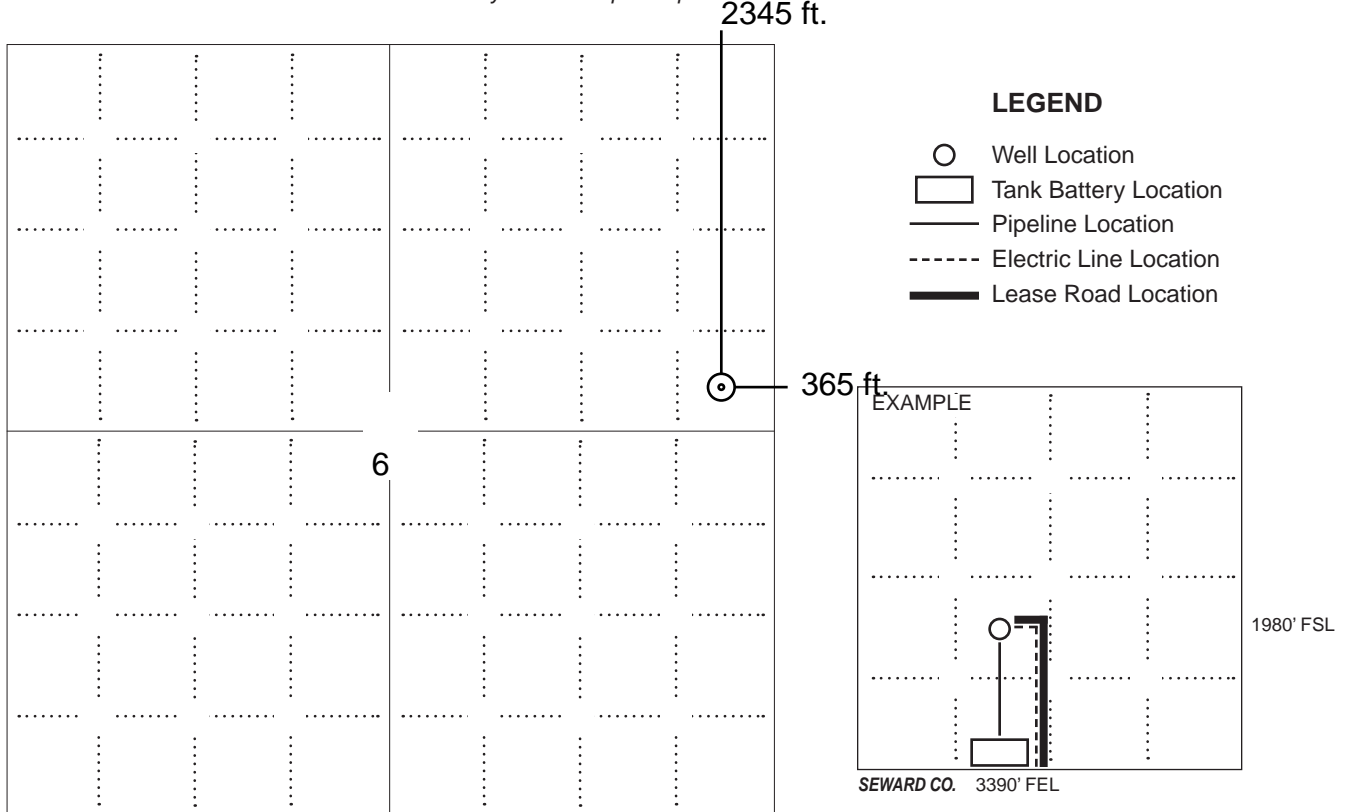 2345 ft.
LEGEND
Well Location
Tank Battery Location
Pipeline Location
Electric Line Location
Lease Road Location
365 ft.
EXAMPLE
6
1980' FSL
SEWARD CO. 3390' FEL